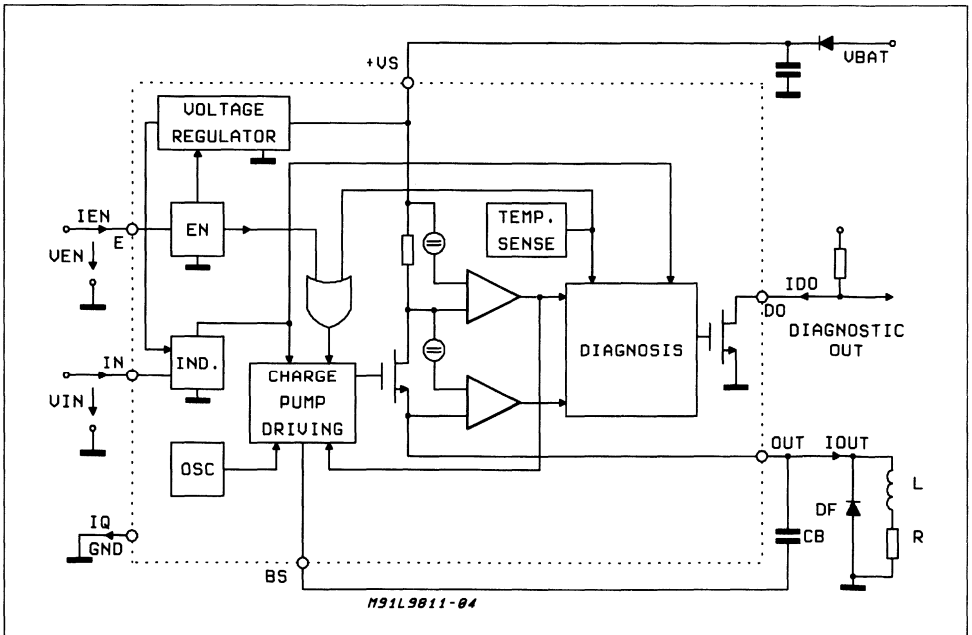 +VS
VBAT
VOLTAGE
REGULATOR
IEN
E
EN
VEN
TEMP.
SENSE
IDO
DO
DIAGNOSTIC
OUT
IN
IND.
VIN
CHARGE
PUMP
DRIVING
DIAGNOSIS
OSC
OUT
IOUT
L
DF
R
CB
IQ
GND
BS
M91L9811-04